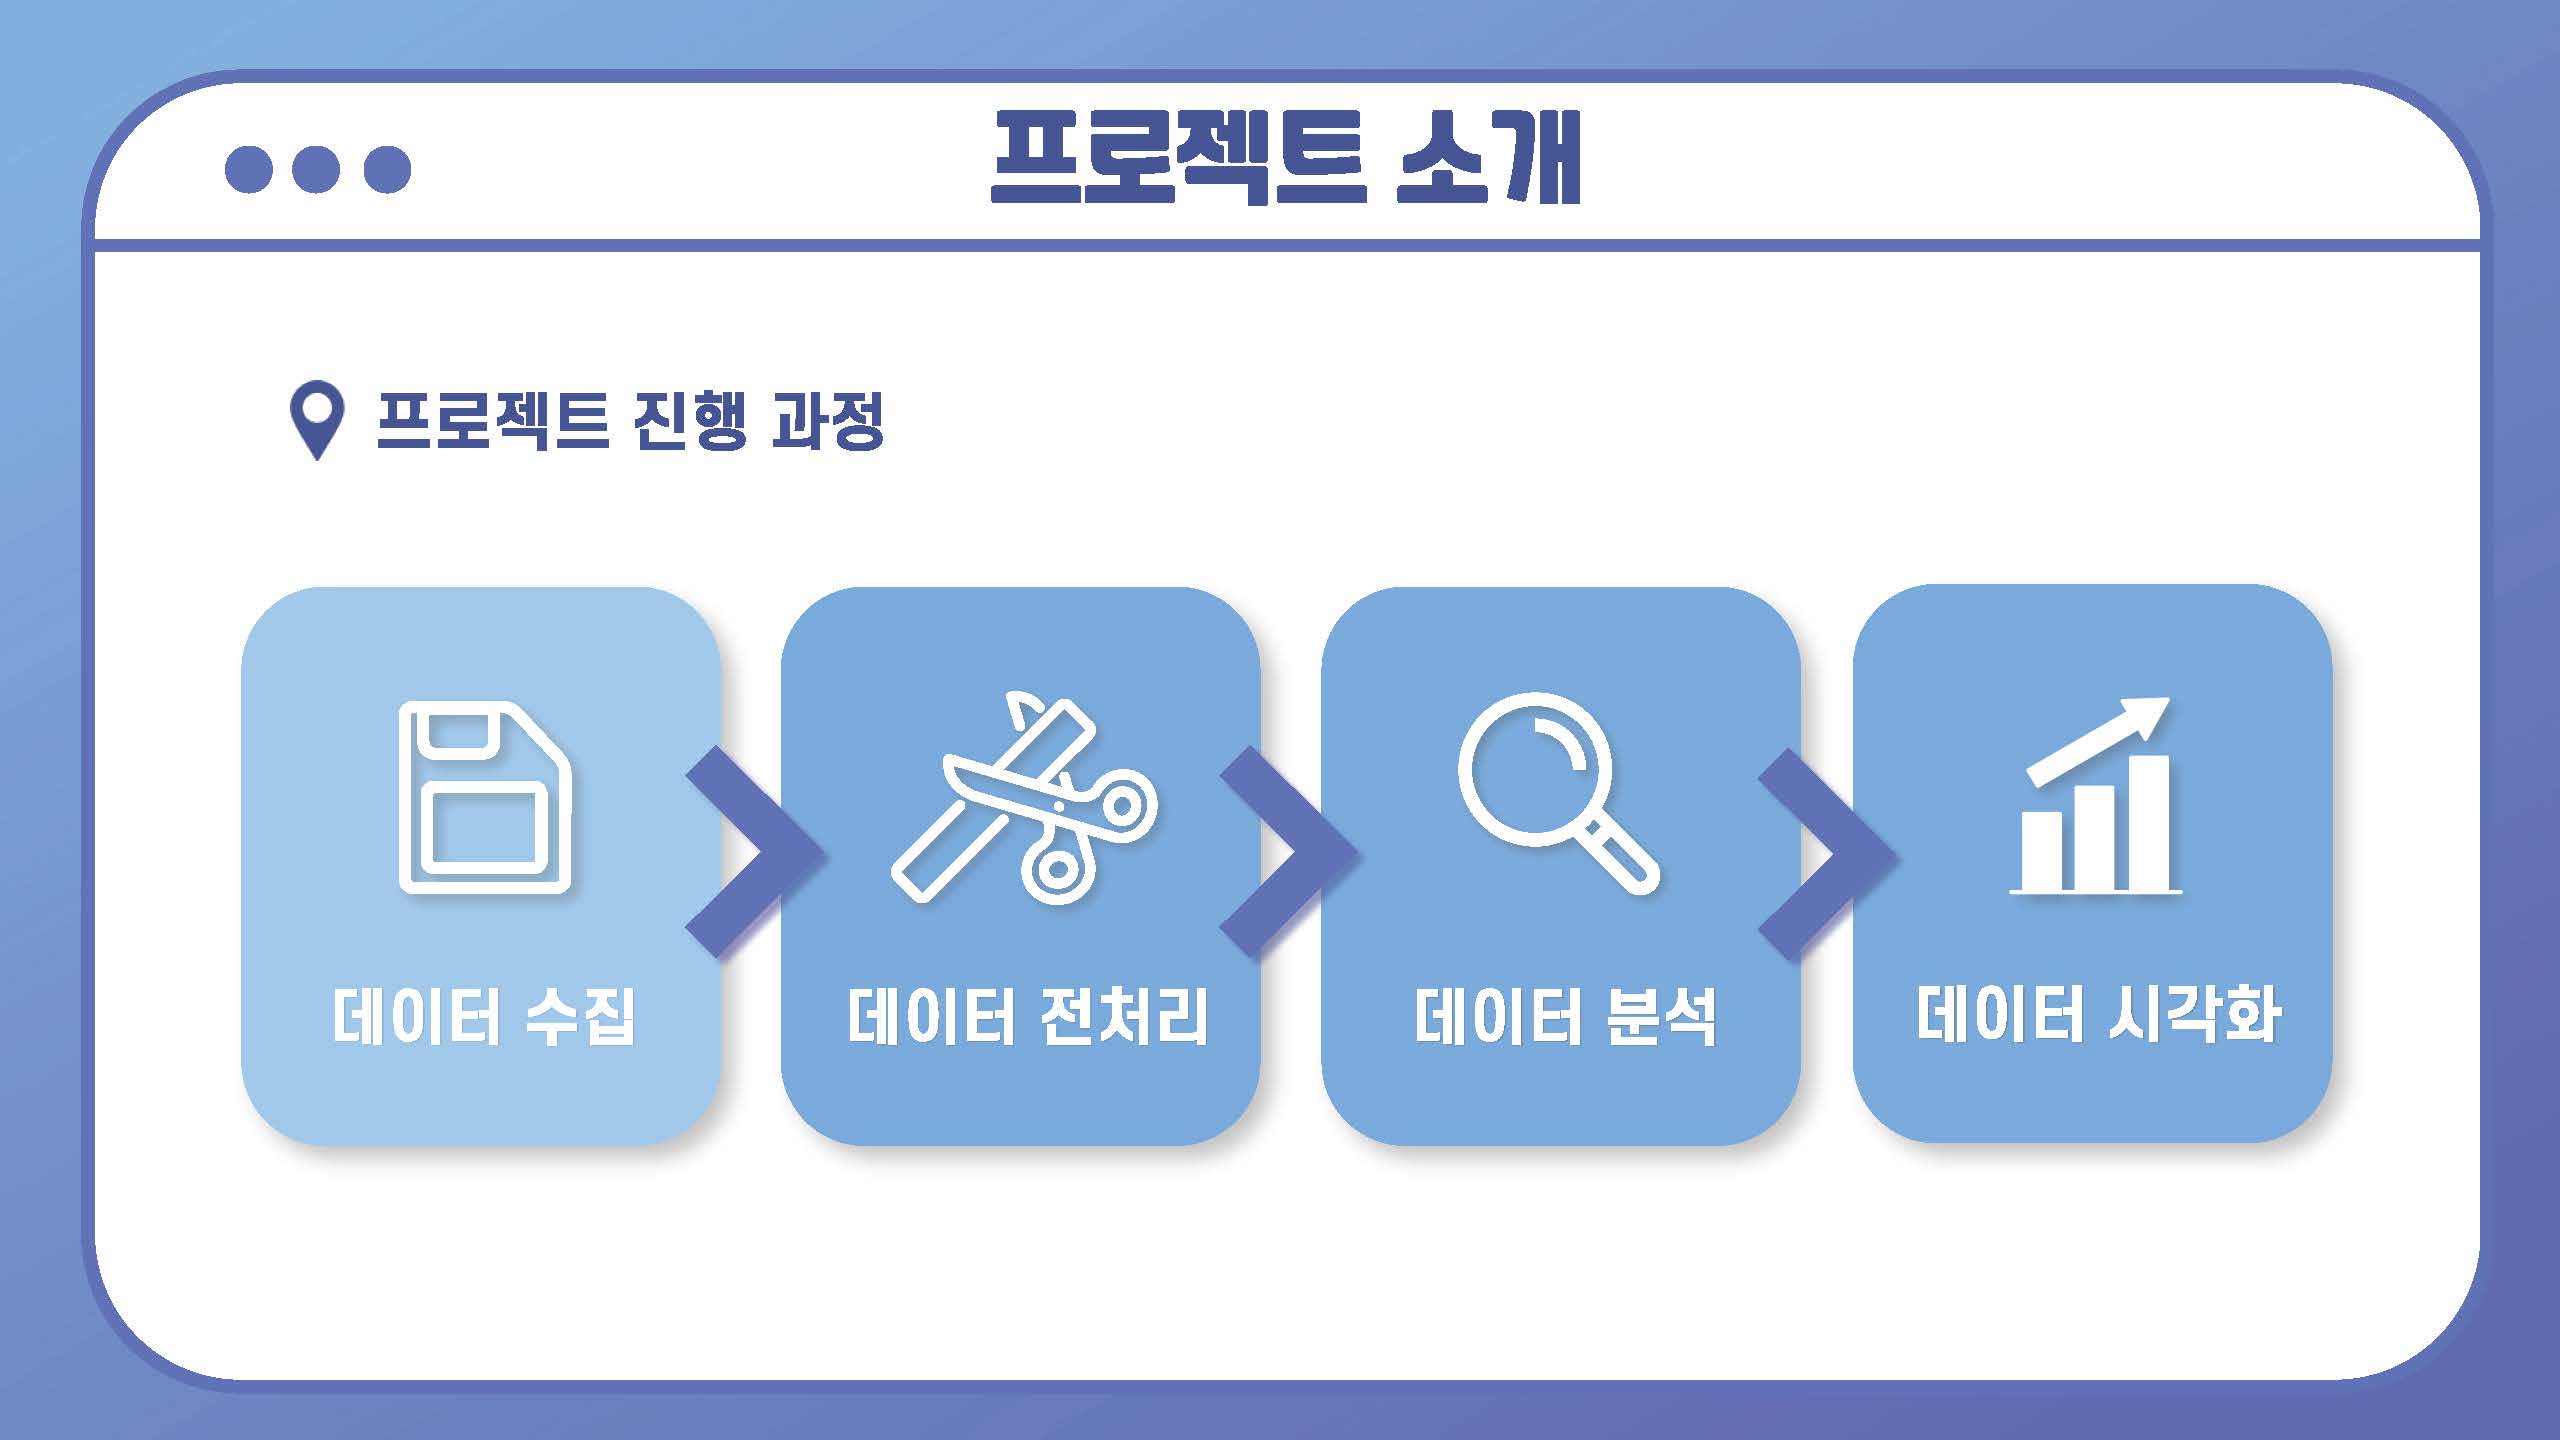 프로젝트 소개
프로젝트 진행 과정
데이터 수집
데이터 전처리
데이터 분석
데이터 시각화